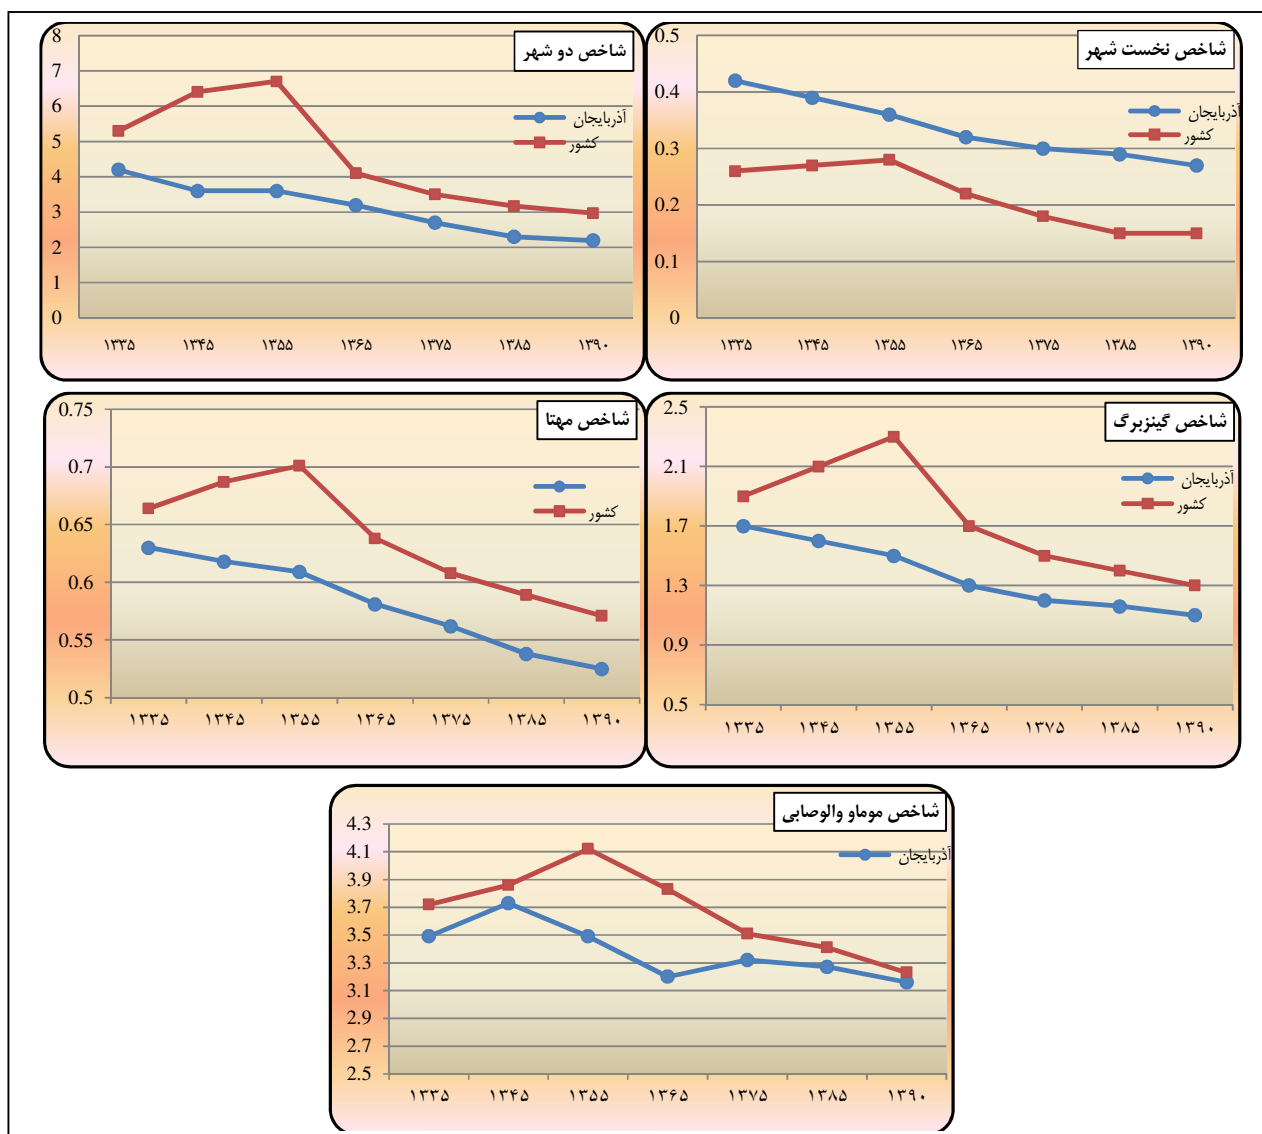 شاخص نخست شهر
0.5
0.4
0.3
0.2
0.1
0
آذربایجان
کشور
۱۳۳۵ ۱۳۴۵ ۱۳۵۵ ۱۳۶۵ ۱۳۷۵ ۱۳۸۵ ۱۳۹۰
شاخص دو شهر
8
7
6
5
4
3
2
1
0
آذربایجان
کشور
۱۳۳۵ ۱۳۴۵ ۱۳۵۵ ۱۳۶۵ ۱۳۷۵ ۱۳۸۵ ۱۳۹۰
شاخص گینزبرگ
2.5
2.1
1.7
1.3
0.9
0.5
آذربایجان
کشور
۱۳۳۵ ۱۳۴۵ ۱۳۵۵ ۱۳۶۵ ۱۳۷۵ ۱۳۸۵ ۱۳۹۰
شاخص مهتا
0.75
0.7
0.65
0.6
0.55
0.5
کشور
۱۳۳۵ ۱۳۴۵ ۱۳۵۵ ۱۳۶۵ ۱۳۷۵ ۱۳۸۵ ۱۳۹۰
شاخص موماو والوصابی
4.3
4.1
3.9
3.7
3.5
3.3
3.1
2.9
2.7
2.5
آذربایجان
۱۳۳۵ ۱۳۴۵ ۱۳۵۵ ۱۳۶۵ ۱۳۷۵ ۱۳۸۵ ۱۳۹۰